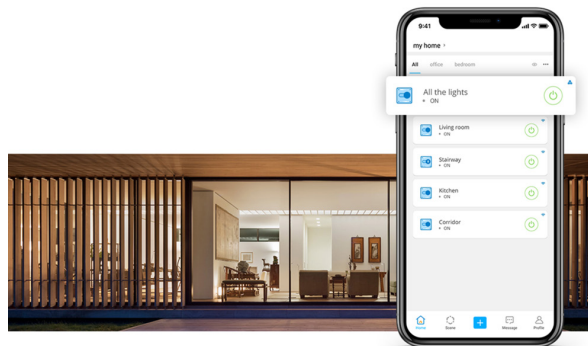 9:41
my home
All office bedroom
All the lights
ON
Living room
ON
Stairway
ON
Kitchen
ON
Corridor
ON
Home Scene Message Profile